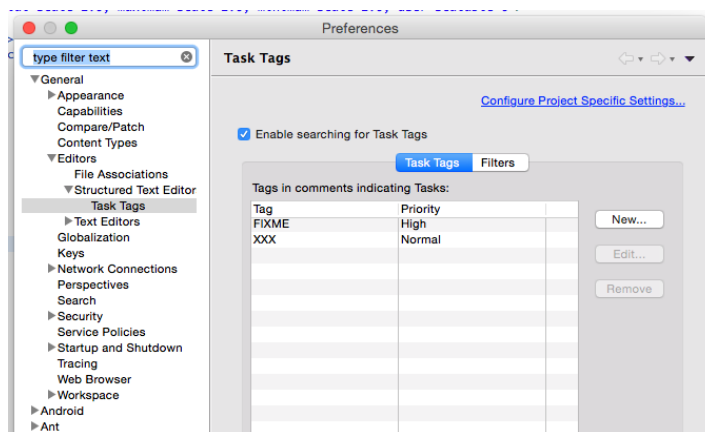 Preferences
type filter text
Task Tags
General
Appearance
Capabilities
Compare/Patch
Content Types
Editors
File Associations
Structured Text Editor
Task Tags
Text Editors
Globalization
Keys
Network Connections
Perspectives
Search
Security
Service Policies
Startup and Shutdown
Tracing
Web Browser
Workspace
Android
Ant
Configure Project Specific Settings...
Enable searching for Task Tags
Task Tags Filters
Tags in comments indicating Tasks:
Tag Priority
FIXME High
XXX Normal
New...
Edit...
Remove